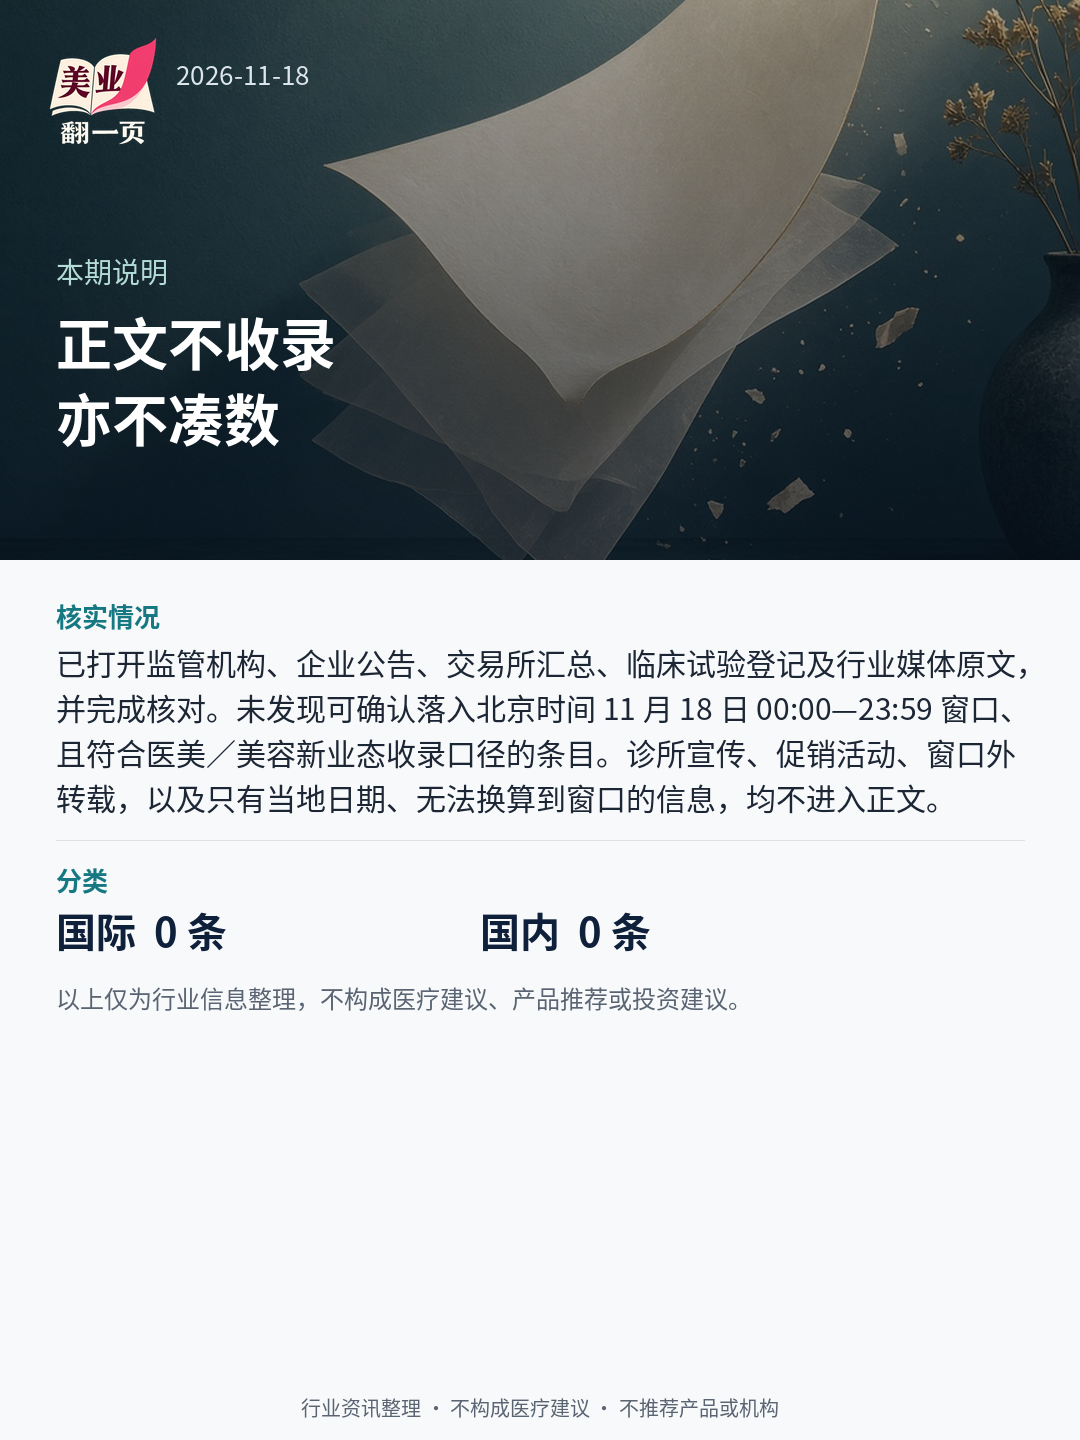 美业
翻一页
2026-11-18
本期说明
正文不收录
亦不凑数
核实情况
已打开监管机构、企业公告、交易所汇总、临床试验登记及行业媒体原文，
并完成核对。未发现可确认落入北京时间 11 月 18 日 00:00—23:59 窗口、
且符合医美／美容新业态收录口径的条目。诊所宣传、促销活动、窗口外
转载，以及只有当地日期、无法换算到窗口的信息，均不进入正文。
分类
国际 0 条 国内 0 条
以上仅为行业信息整理，不构成医疗建议、产品推荐或投资建议。
行业资讯整理 · 不构成医疗建议 · 不推荐产品或机构